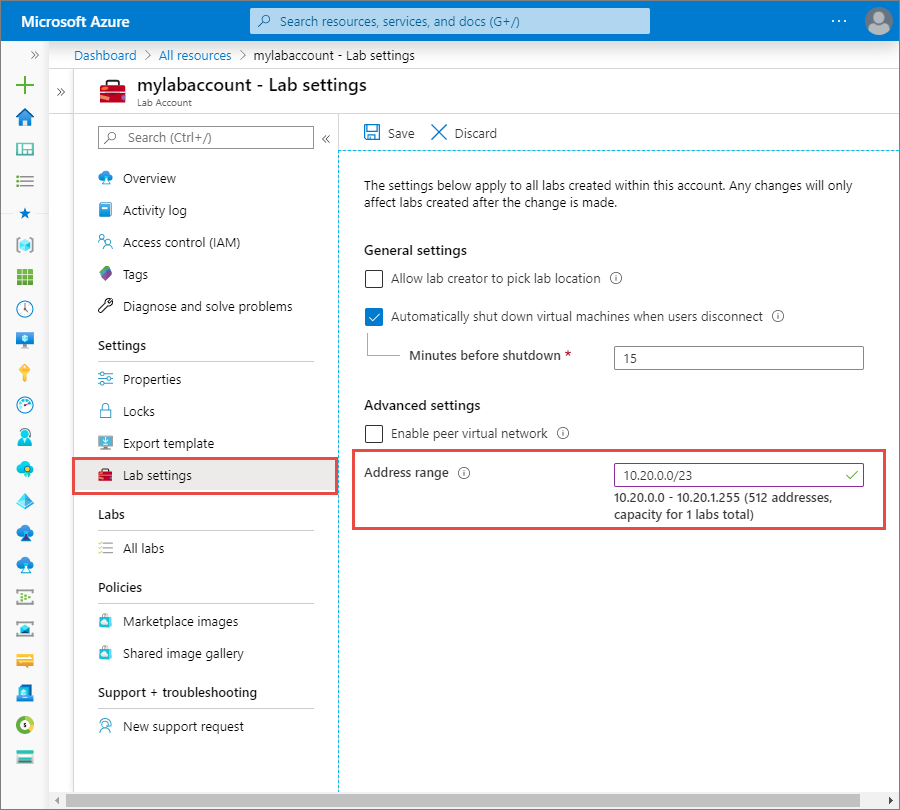 Microsoft Azure
Search resources, services, and docs (G+/)
Dashboard > All resources > mylabaccount - Lab settings
mylabaccount - Lab settings
Lab Account
Search (Ctrl+/)
Overview
Activity log
Access control (IAM)
Tags
Diagnose and solve problems
Settings
Properties
Locks
Export template
Lab settings
Labs
All labs
Policies
Marketplace images
Shared image gallery
Support + troubleshooting
New support request
Save
Discard
The settings below apply to all labs created within this account. Any changes will only
affect labs created after the change is made.
General settings
Allow lab creator to pick lab location
Automatically shut down virtual machines when users disconnect
Minutes before shutdown *
15
Advanced settings
Enable peer virtual network
Address range
10.20.0.0/23
10.20.0.0 - 10.20.1.255 (512 addresses,
capacity for 1 labs total)